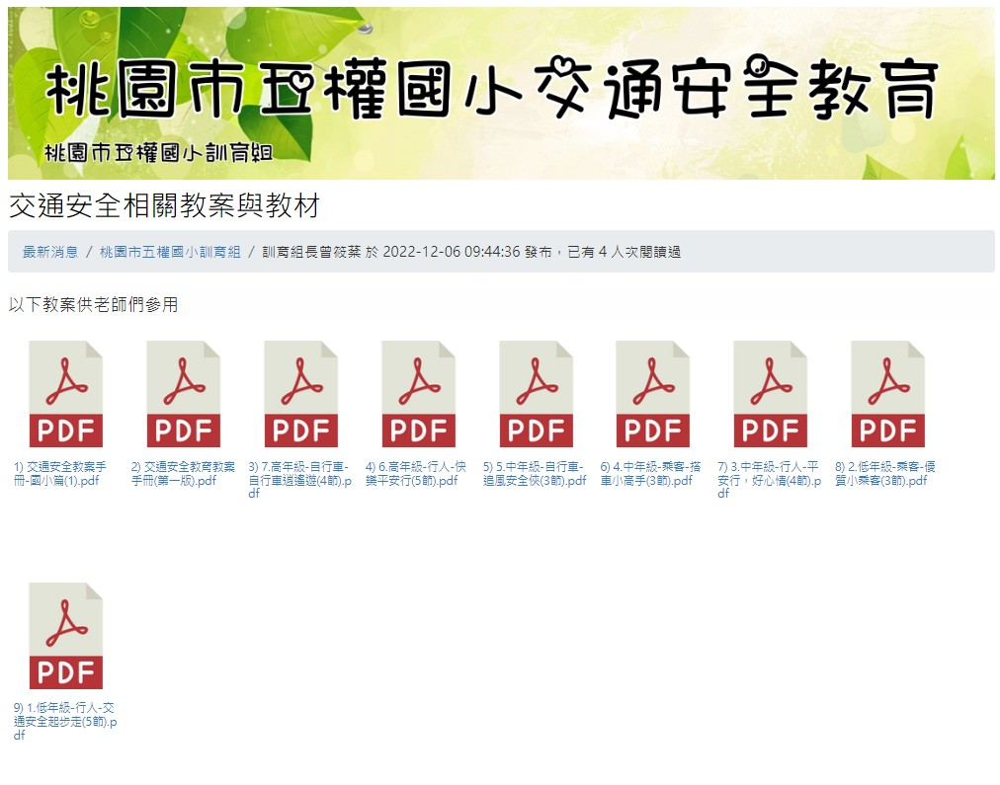 桃園市五權國小交通安全教育
桃園市五權國小訓育組
交通安全相關教案與教材
最新消息 / 桃園市五權國小訓育組 / 訓育組長曾筱棻 於 2022-12-06 09:44:36 發布，已有 4 人次閱讀過
以下教案供老師們參用
PDF PDF PDF PDF PDF PDF PDF PDF
1) 交通安全教案手
冊-國小篇(1).pdf
2) 交通安全教育教案
手冊(第一版).pdf
3) 7.高年級-自行車-
自行車逍遙遊(4節).p
df
4) 6.高年級-行人-快
樂平安行(5節).pdf
5) 5.中年級-自行車-
追風安全俠(3節).pdf
6) 4.中年級-乘客-搭
車小高手(3節).pdf
7) 3.中年級-行人-平
安行，好心情(4節).p
df
8) 2.低年級-乘客-優
質小乘客(3節).pdf
PDF
9) 1.低年級-行人-交
通安全起步走(5節).p
df